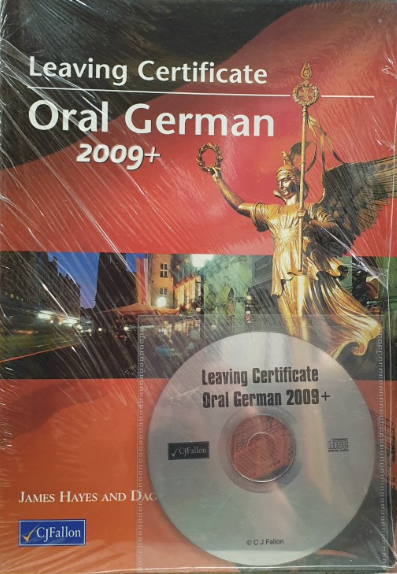 Leaving Certificate
Oral German
2009+
Leaving Certificate
Oral German 2009+
CJFallon
© C J Fallon
JAMES HAYES AND
CJFallon